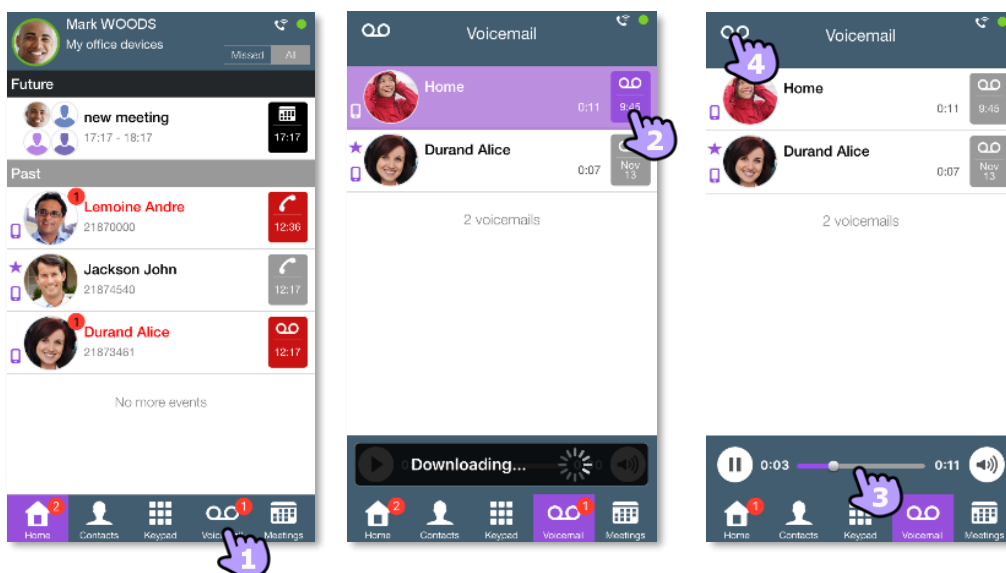 Mark WOODS
My office devices
Missed All
Future
new meeting
17:17 - 18:17
17:17
Past
1
Lemoine Andre
21870000
12:36
Jackson John
21874540
12:17
1
Durand Alice
21873461
12:17
No more events
2
1
Home Contacts Keypad Meetings
1
Voicemail
Home
0:11 9:45
2
Durand Alice
0:07
Nov
13
2 voicemails
Downloading...
2
1
Home Contacts Keypad Voicemail Meetings
Voicemail
4
Home
0:11 9:45
Durand Alice
0:07
Nov
13
2 voicemails
0:03 0:11
3
1
Home Contacts Keypad Voicemail Meetings